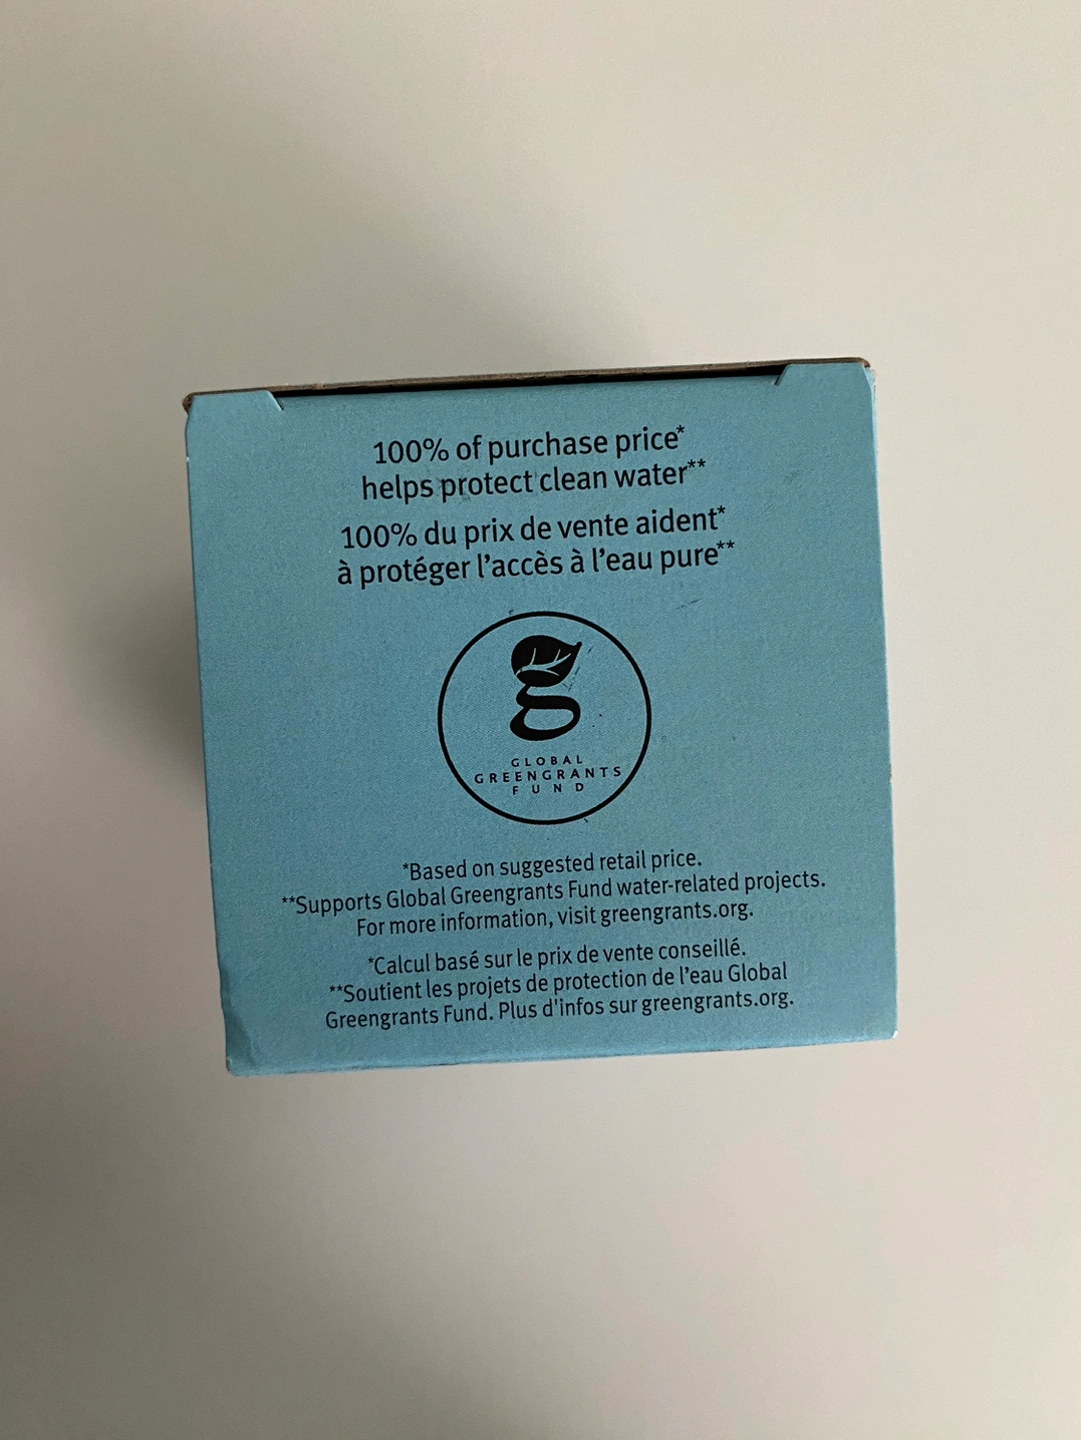 100% of purchase price*
helps protect clean water**
100% du prix de vente aident*
à protéger l'accès à l'eau pure**
g
GLOBAL
GREENGRANTS
FUND
*Based on suggested retail price.
**Supports Global Greengrants Fund water-related projects.
For more information, visit greengrants.org.
*Calcul basé sur le prix de vente conseillé.
**Soutient les projets de protection de l'eau Global
Greengrants Fund. Plus d'infos sur greengrants.org.